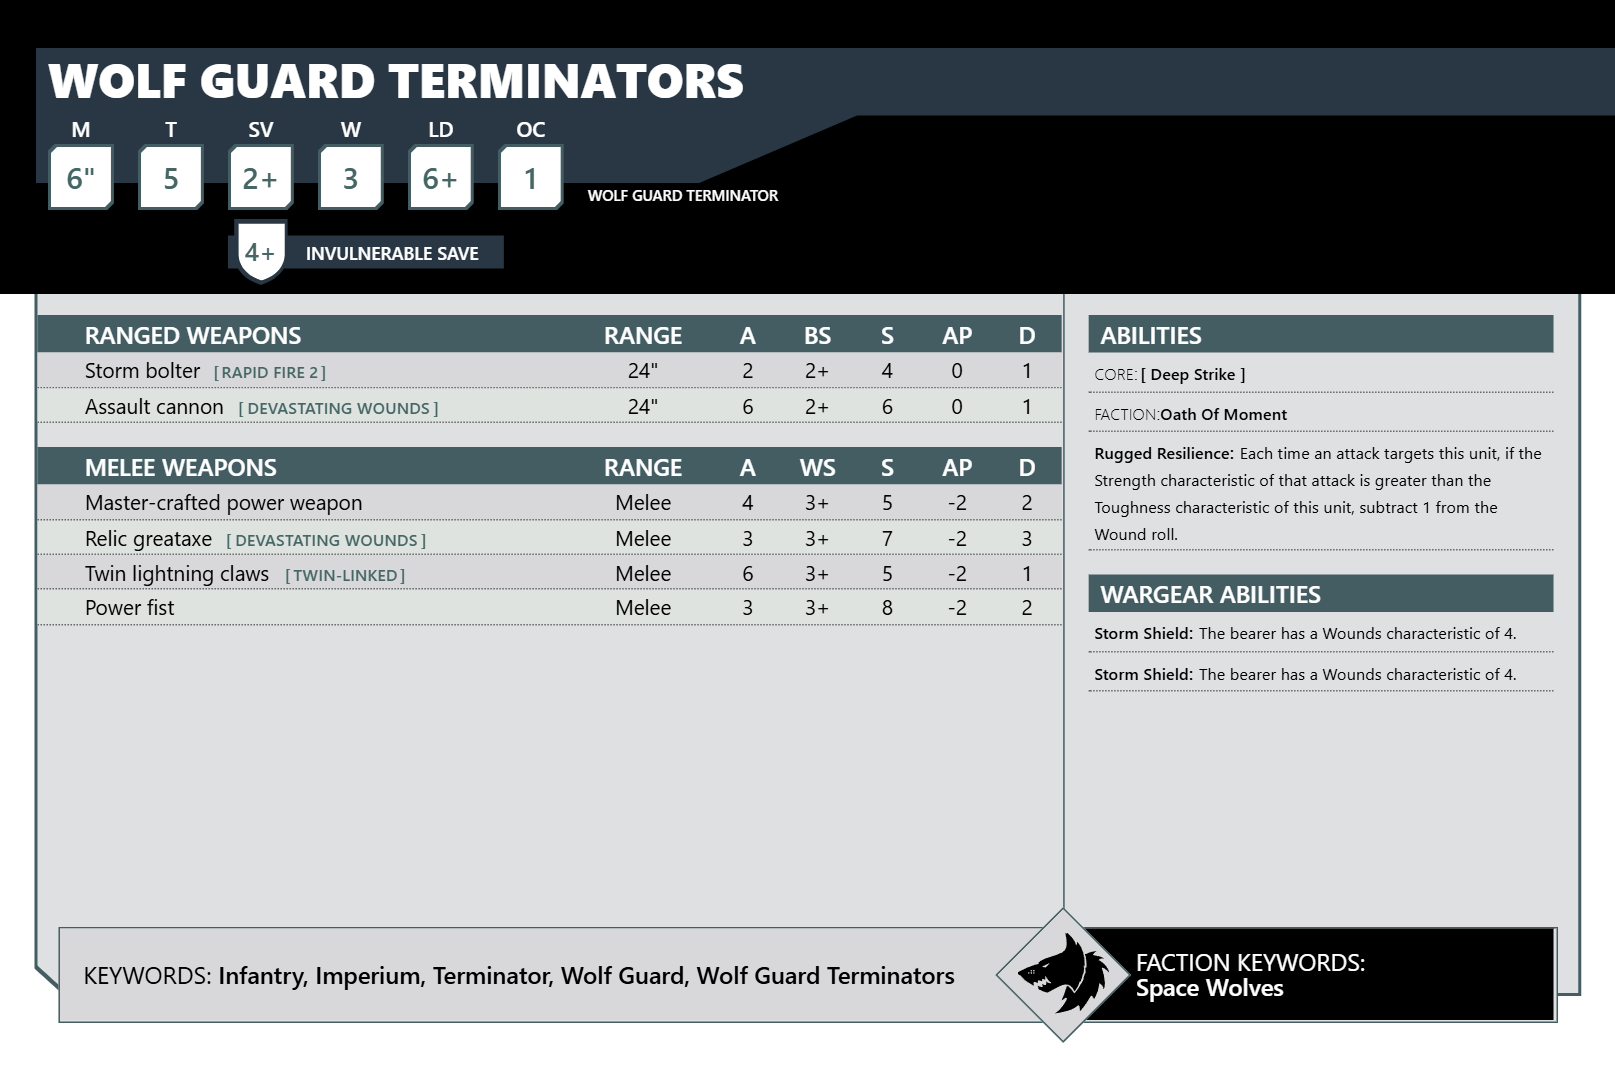 WOLF GUARD TERMINATORS
M T SV W LD OC
6" 5 2+ 3 6+ 1
WOLF GUARD TERMINATOR
4+ INVULNERABLE SAVE
RANGED WEAPONS RANGE A BS S AP D
Storm bolter [RAPID FIRE 2] 24" 2 2+ 4 0 1
Assault cannon [DEVASTATING WOUNDS] 24" 6 2+ 6 0 1
MELEE WEAPONS RANGE A WS S AP D
Master-crafted power weapon Melee 4 3+ 5 -2 2
Relic greataxe [DEVASTATING WOUNDS] Melee 3 3+ 7 -2 3
Twin lightning claws [TWIN-LINKED] Melee 6 3+ 5 -2 1
Power fist Melee 3 3+ 8 -2 2
ABILITIES
CORE: [ Deep Strike ]
FACTION:Oath Of Moment
Rugged Resilience: Each time an attack targets this unit, if the
Strength characteristic of that attack is greater than the
Toughness characteristic of this unit, subtract 1 from the
Wound roll.
WARGEAR ABILITIES
Storm Shield: The bearer has a Wounds characteristic of 4.
Storm Shield: The bearer has a Wounds characteristic of 4.
KEYWORDS: Infantry, Imperium, Terminator, Wolf Guard, Wolf Guard Terminators
FACTION KEYWORDS:
Space Wolves